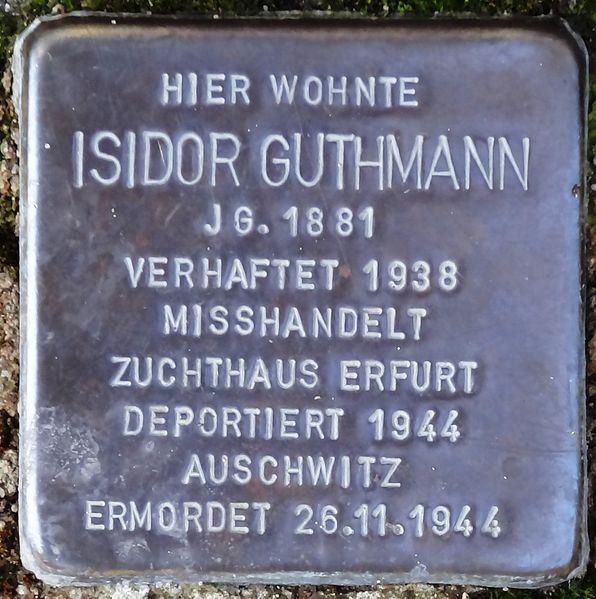 HIER WOHNTE
ISIDOR GUTHMANN
JG. 1881
VERHAFTET 1938
MISSHANDELT
ZUCHTHAUS ERFURT
DEPORTIERT 1944
AUSCHWITZ
ERMORDET 26.11.1944